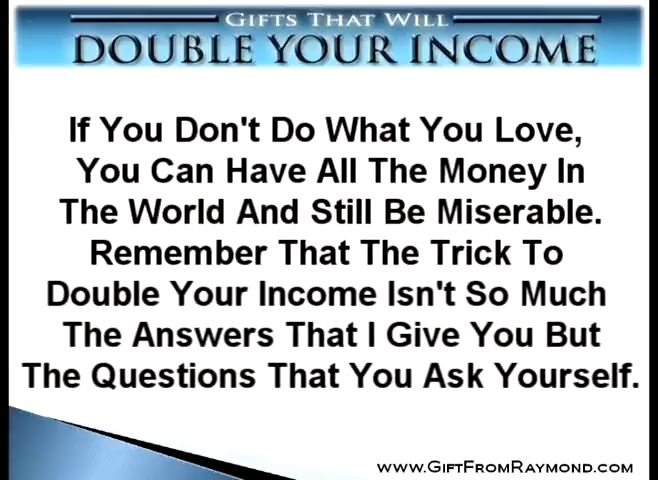 Gifts That Will
Double Your Income
If You Don't Do What You Love,
You Can Have All The Money In
The World And Still Be Miserable.
Remember That The Trick To
Double Your Income Isn't So Much
The Answers That I Give You But
The Questions That You Ask Yourself.
www.GiftFromRaymond.com